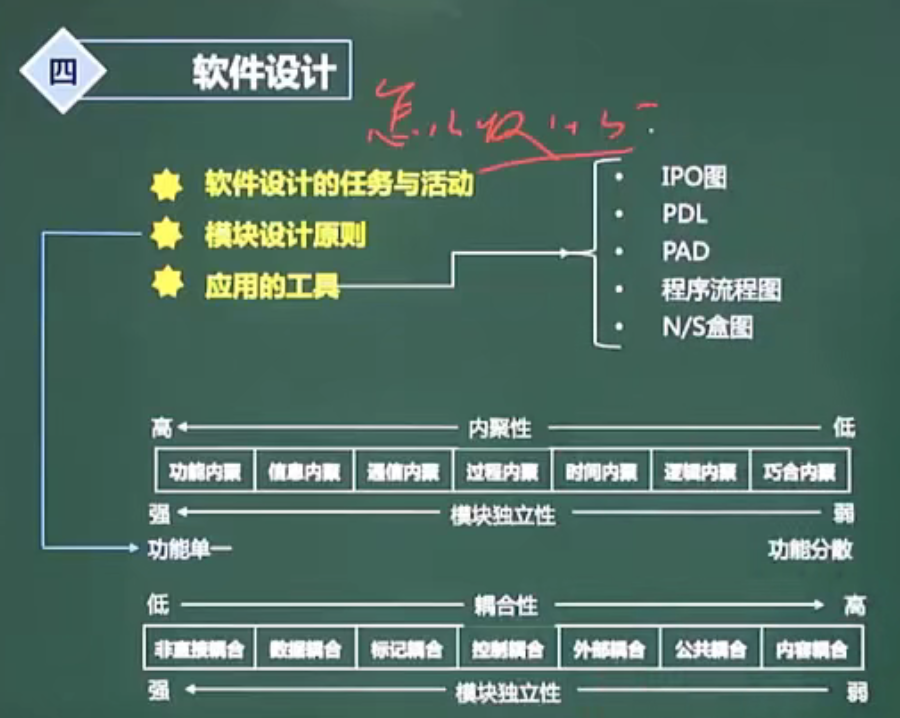 四
软件设计
软件设计的任务与活动
模块设计原则
应用的工具
• IPO图
• PDL
• PAD
• 程序流程图
• N/S盒图
高 内聚性 低
功能内聚 信息内聚 通信内聚 过程内聚 时间内聚 逻辑内聚 巧合内聚
强 模块独立性 弱
功能单一 功能分散
低 耦合性 高
非直接耦合 数据耦合 标记耦合 控制耦合 外部耦合 公共耦合 内容耦合
强 模块独立性 弱